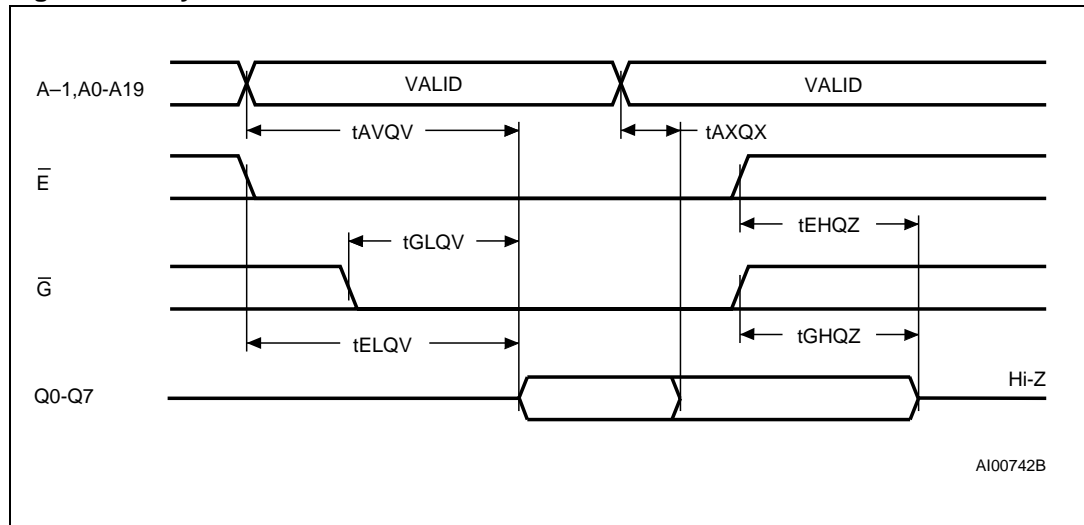 A–1,A0-A19
VALID
VALID
tAVQV
tAXQX
E
tEHQZ
tGLQV
G
tELQV
tGHQZ
Q0-Q7
Hi-Z
AI00742B